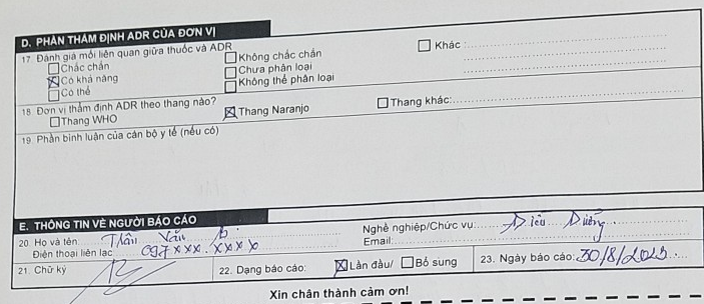 D. PHẦN THẨM ĐỊNH ADR CỦA ĐƠN VỊ
17. Đánh giá mối liên quan giữa thuốc và ADR
☐ Chắc chắn ☐ Không chắc chắn ☐ Khác :
☒ Có khả năng ☐ Chưa phân loại
☐ Có thể ☐ Không thể phân loại
18. Đơn vị thẩm định ADR theo thang nào?
☐ Thang WHO ☒ Thang Naranjo ☐ Thang khác:
19. Phần bình luận của cán bộ y tế (nếu có)
E. THÔNG TIN VỀ NGƯỜI BÁO CÁO
20. Họ và tên: Thân Văn Nghề nghiệp/Chức vụ: Điều Dưỡng
Điện thoại liên lạc: 097xxx.xxxx Email:
21. Chữ ký 22. Dạng báo cáo: ☒ Lần đầu/ ☐ Bổ sung 23. Ngày báo cáo: 30/8/2023
Xin chân thành cảm ơn!